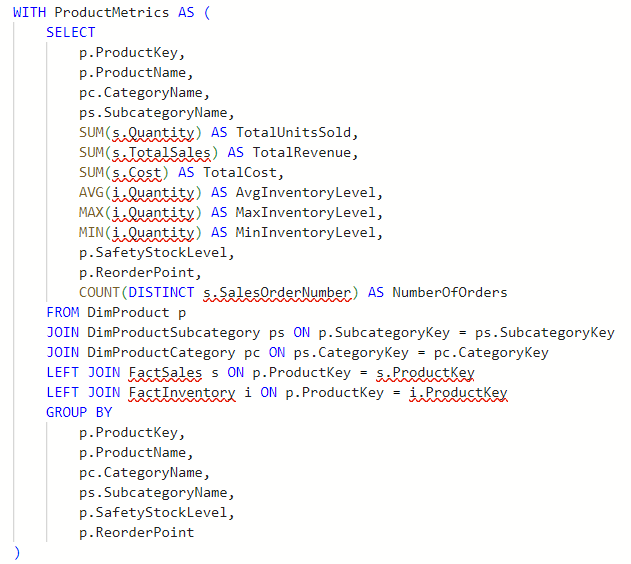 WITH ProductMetrics AS (
    SELECT
        p.ProductKey,
        p.ProductName,
        pc.CategoryName,
        ps.SubcategoryName,
        SUM(s.Quantity) AS TotalUnitsSold,
        SUM(s.TotalSales) AS TotalRevenue,
        SUM(s.Cost) AS TotalCost,
        AVG(i.Quantity) AS AvgInventoryLevel,
        MAX(i.Quantity) AS MaxInventoryLevel,
        MIN(i.Quantity) AS MinInventoryLevel,
        p.SafetyStockLevel,
        p.ReorderPoint,
        COUNT(DISTINCT s.SalesOrderNumber) AS NumberOfOrders
    FROM DimProduct p
    JOIN DimProductSubcategory ps ON p.SubcategoryKey = ps.SubcategoryKey
    JOIN DimProductCategory pc ON ps.CategoryKey = pc.CategoryKey
    LEFT JOIN FactSales s ON p.ProductKey = s.ProductKey
    LEFT JOIN FactInventory i ON p.ProductKey = i.ProductKey
    GROUP BY
        p.ProductKey,
        p.ProductName,
        pc.CategoryName,
        ps.SubcategoryName,
        p.SafetyStockLevel,
        p.ReorderPoint
)